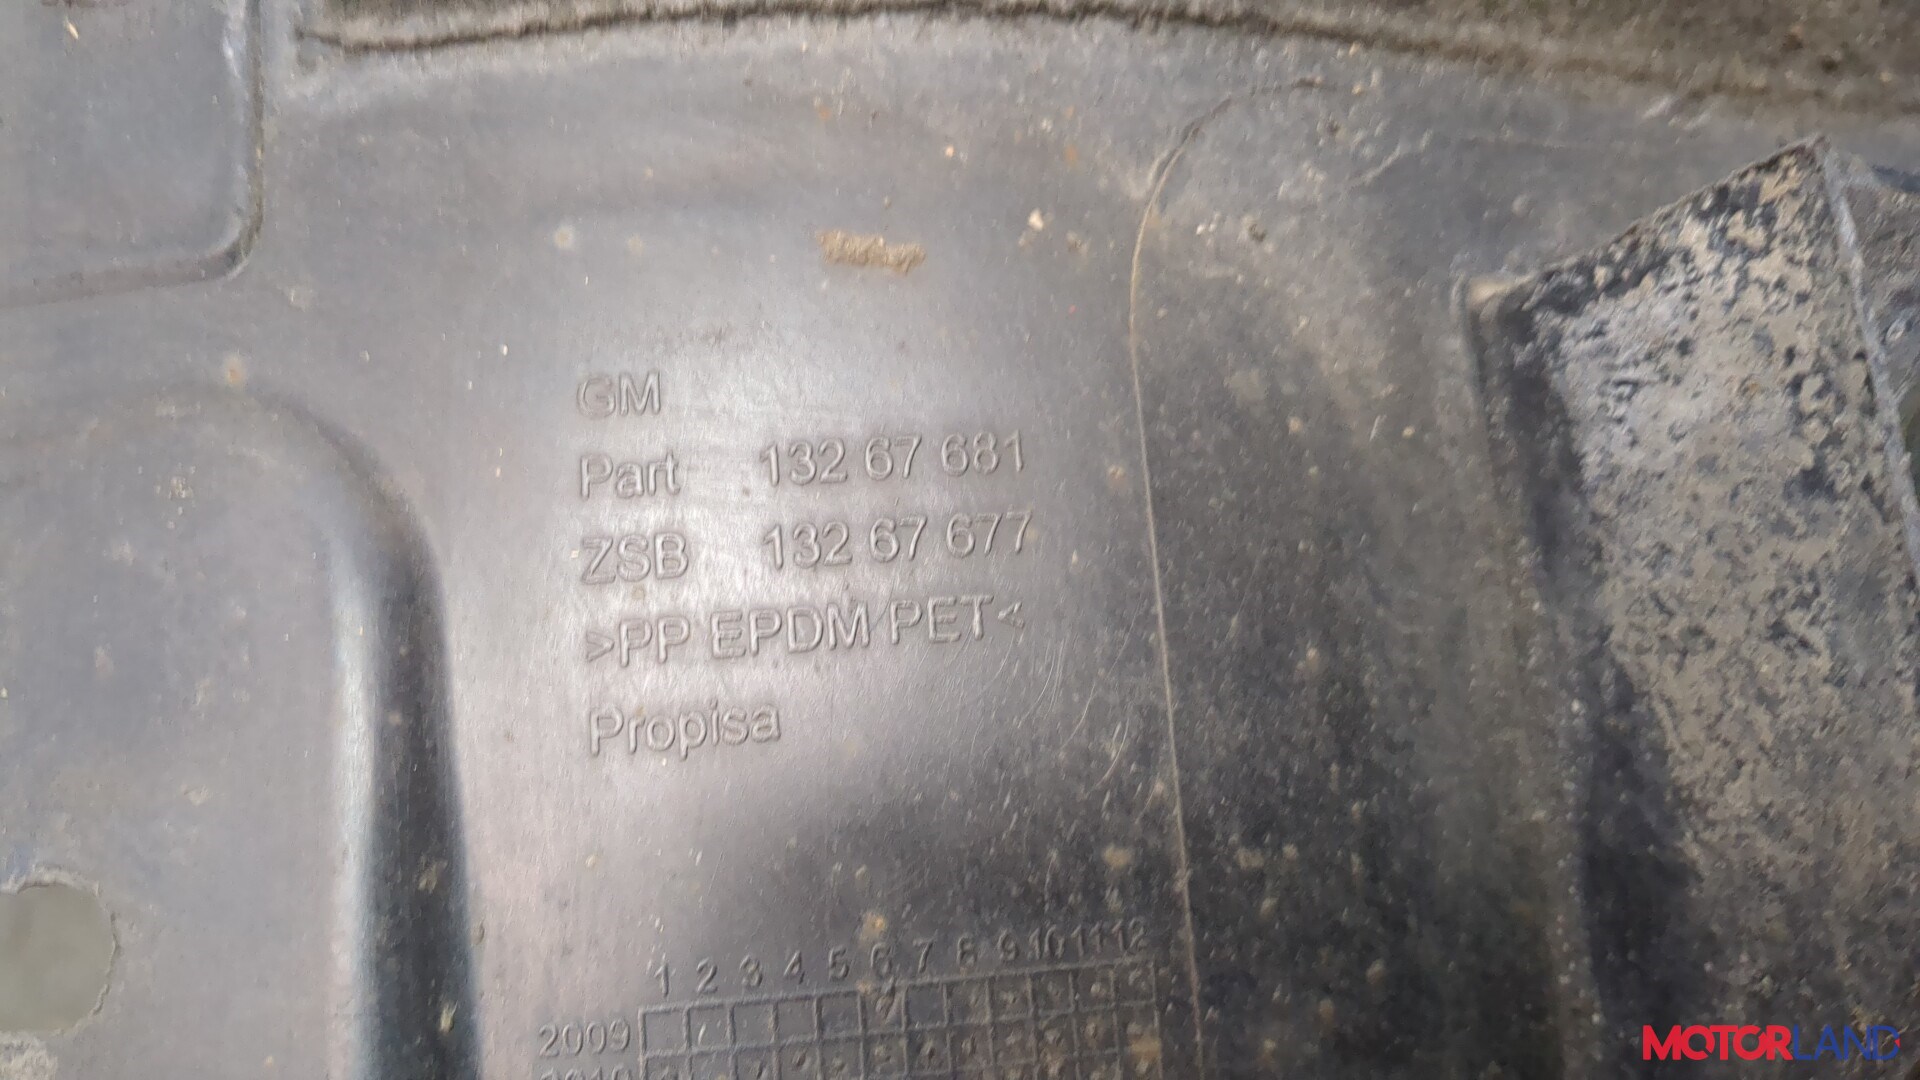 GM
Part 132 67 681
ZSB 132 67 677
>PP EPDM PET<
Propisa
1 2 3 4 5 6 7 8 9 10 11 12
2009
2010
MOTORLAND